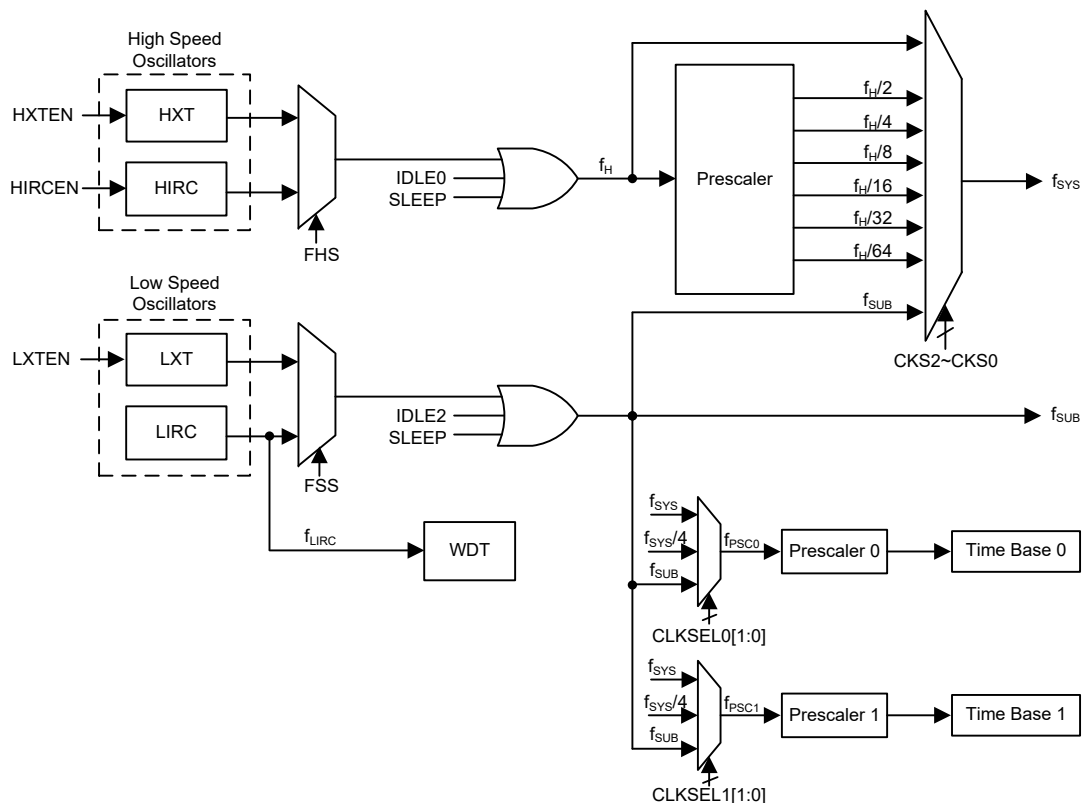 High Speed
Oscillators
HXTEN
HXT
HIRCEN
HIRC
FHS
IDLE0
SLEEP
fH
Prescaler
fH/2
fH/4
fH/8
fH/16
fH/32
fH/64
fSUB
CKS2~CKS0
fSYS
Low Speed
Oscillators
LXTEN
LXT
LIRC
FSS
IDLE2
SLEEP
fSUB
fLIRC
WDT
fSYS
fSYS/4
fSUB
fPSC0
Prescaler 0
Time Base 0
CLKSEL0[1:0]
fSYS
fSYS/4
fSUB
fPSC1
Prescaler 1
Time Base 1
CLKSEL1[1:0]